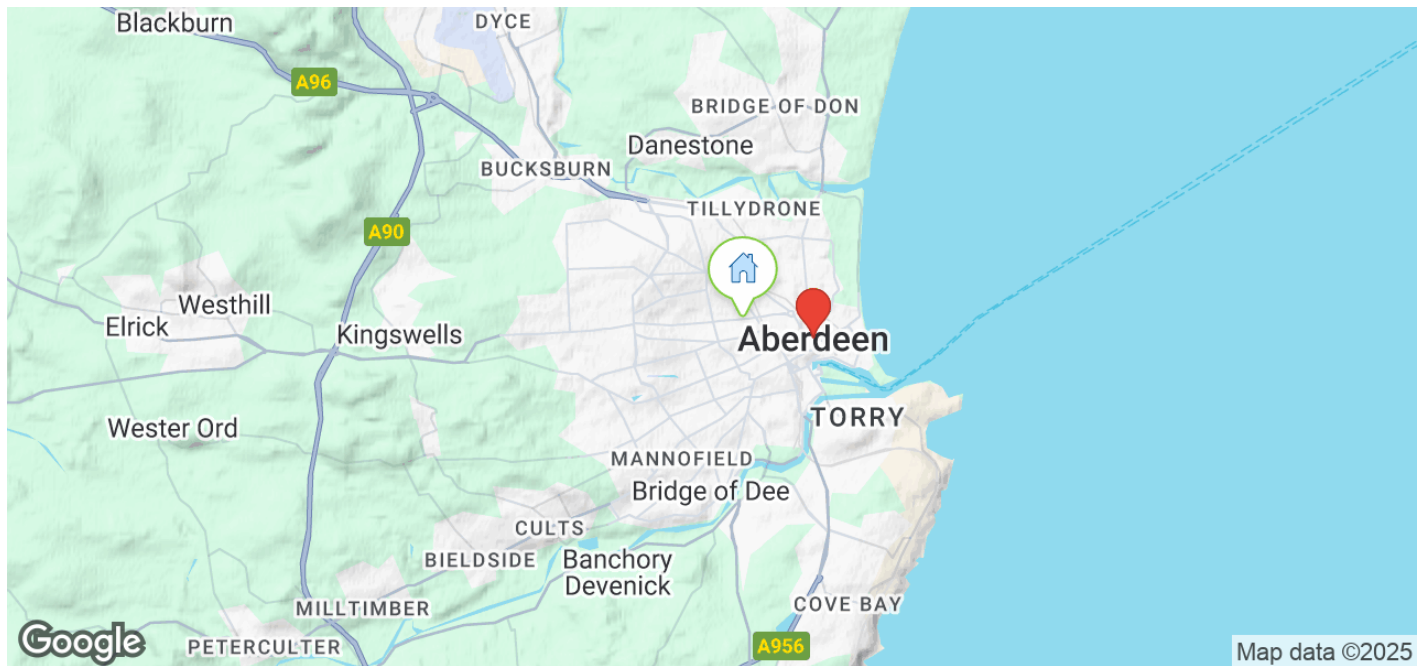 Blackburn
DYCE
A96
BRIDGE OF DON
Danestone
BUCKSBURN
TILLYDRONE
A90
Westhill
Elrick
Kingswells
Aberdeen
TORRY
Wester Ord
MANNOFIELD
Bridge of Dee
CULTS
BIELDSIDE
Banchory
Devenick
MILLTIMBER
COVE BAY
PETERCULTER
A956
Google
Map data ©2025